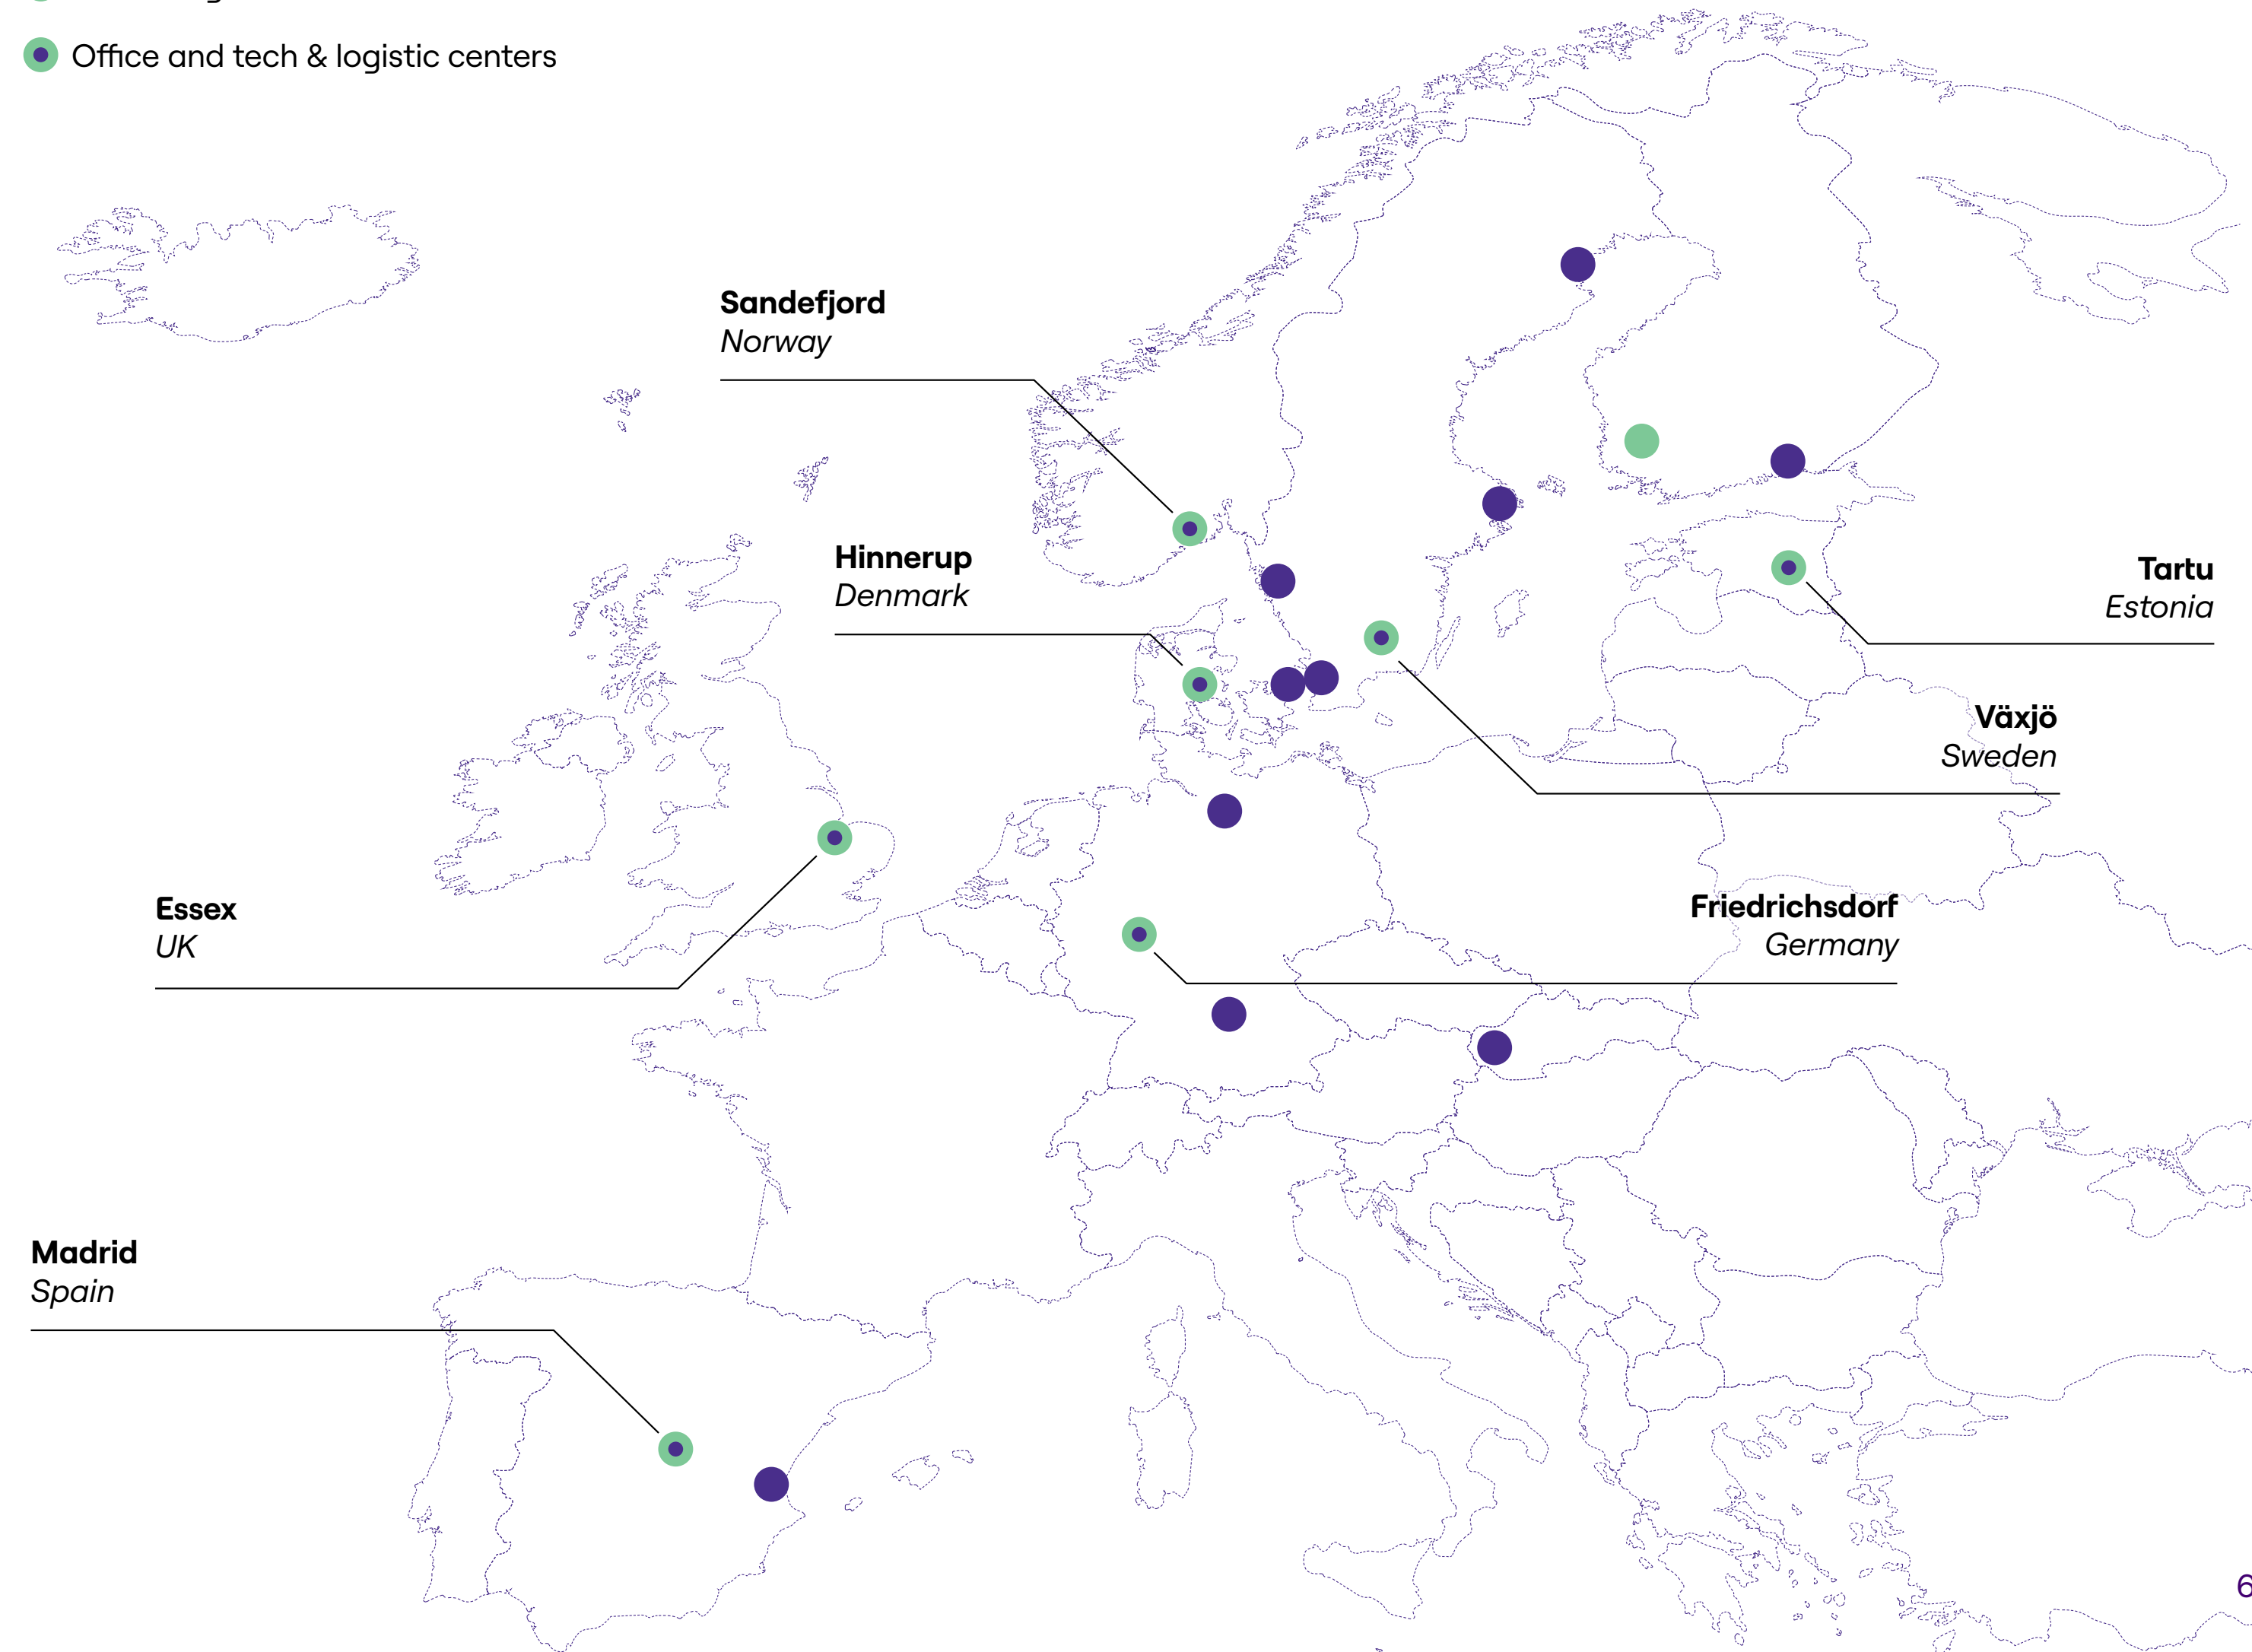 Office and tech & logistic centers
Sandefjord
Norway
Hinnerup
Denmark
Tartu
Estonia
Växjö
Sweden
Essex
UK
Friedrichsdorf
Germany
Madrid
Spain
6